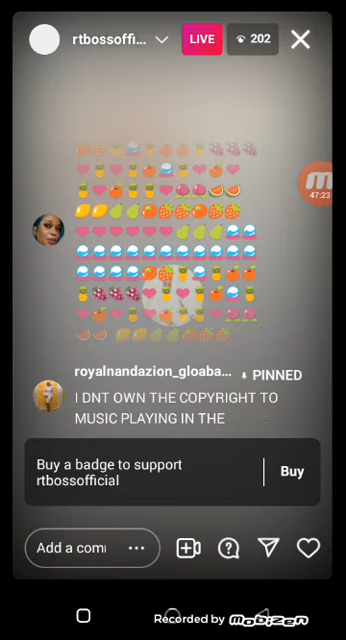 rtbossoffi...
LIVE
202
47:23
royalnandazion_gloaba...
PINNED
I DNT OWN THE COPYRIGHT TO
MUSIC PLAYING IN THE
Buy a badge to support
rtbossofficial
Buy
Add a com
Recorded by mobizen